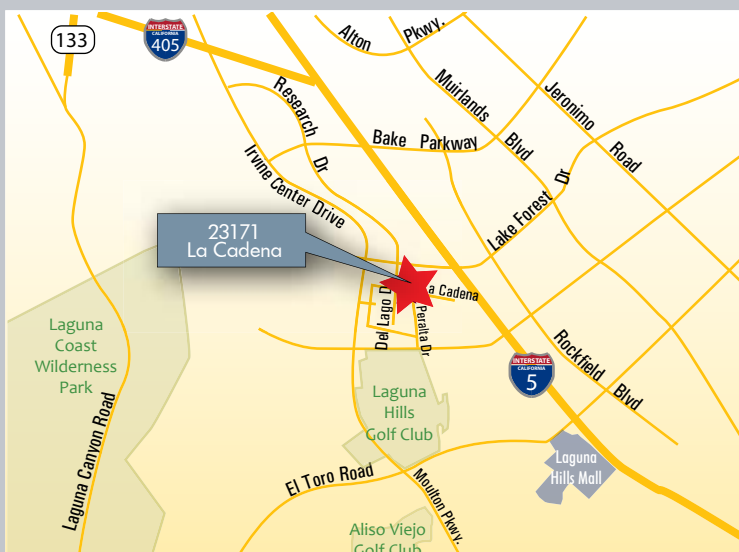 133
INTERSTATE
CALIFORNIA
405
Alton Pkwy.
Muirlands Blvd
Jeronimo Road
Research Dr
Bake Parkway
Irvine Center Drive
Lake Forest Dr
23171
La Cadena
a Cadena
Del Lago D
Peralta Dr
Laguna
Coast
Wilderness
Park
INTERSTATE
CALIFORNIA
5
Rockfield Blvd
Laguna
Hills
Golf Club
Laguna Canyon Road
El Toro Road
Moulton Pkwy.
Laguna
Hills Mall
Aliso Viejo
Golf Club